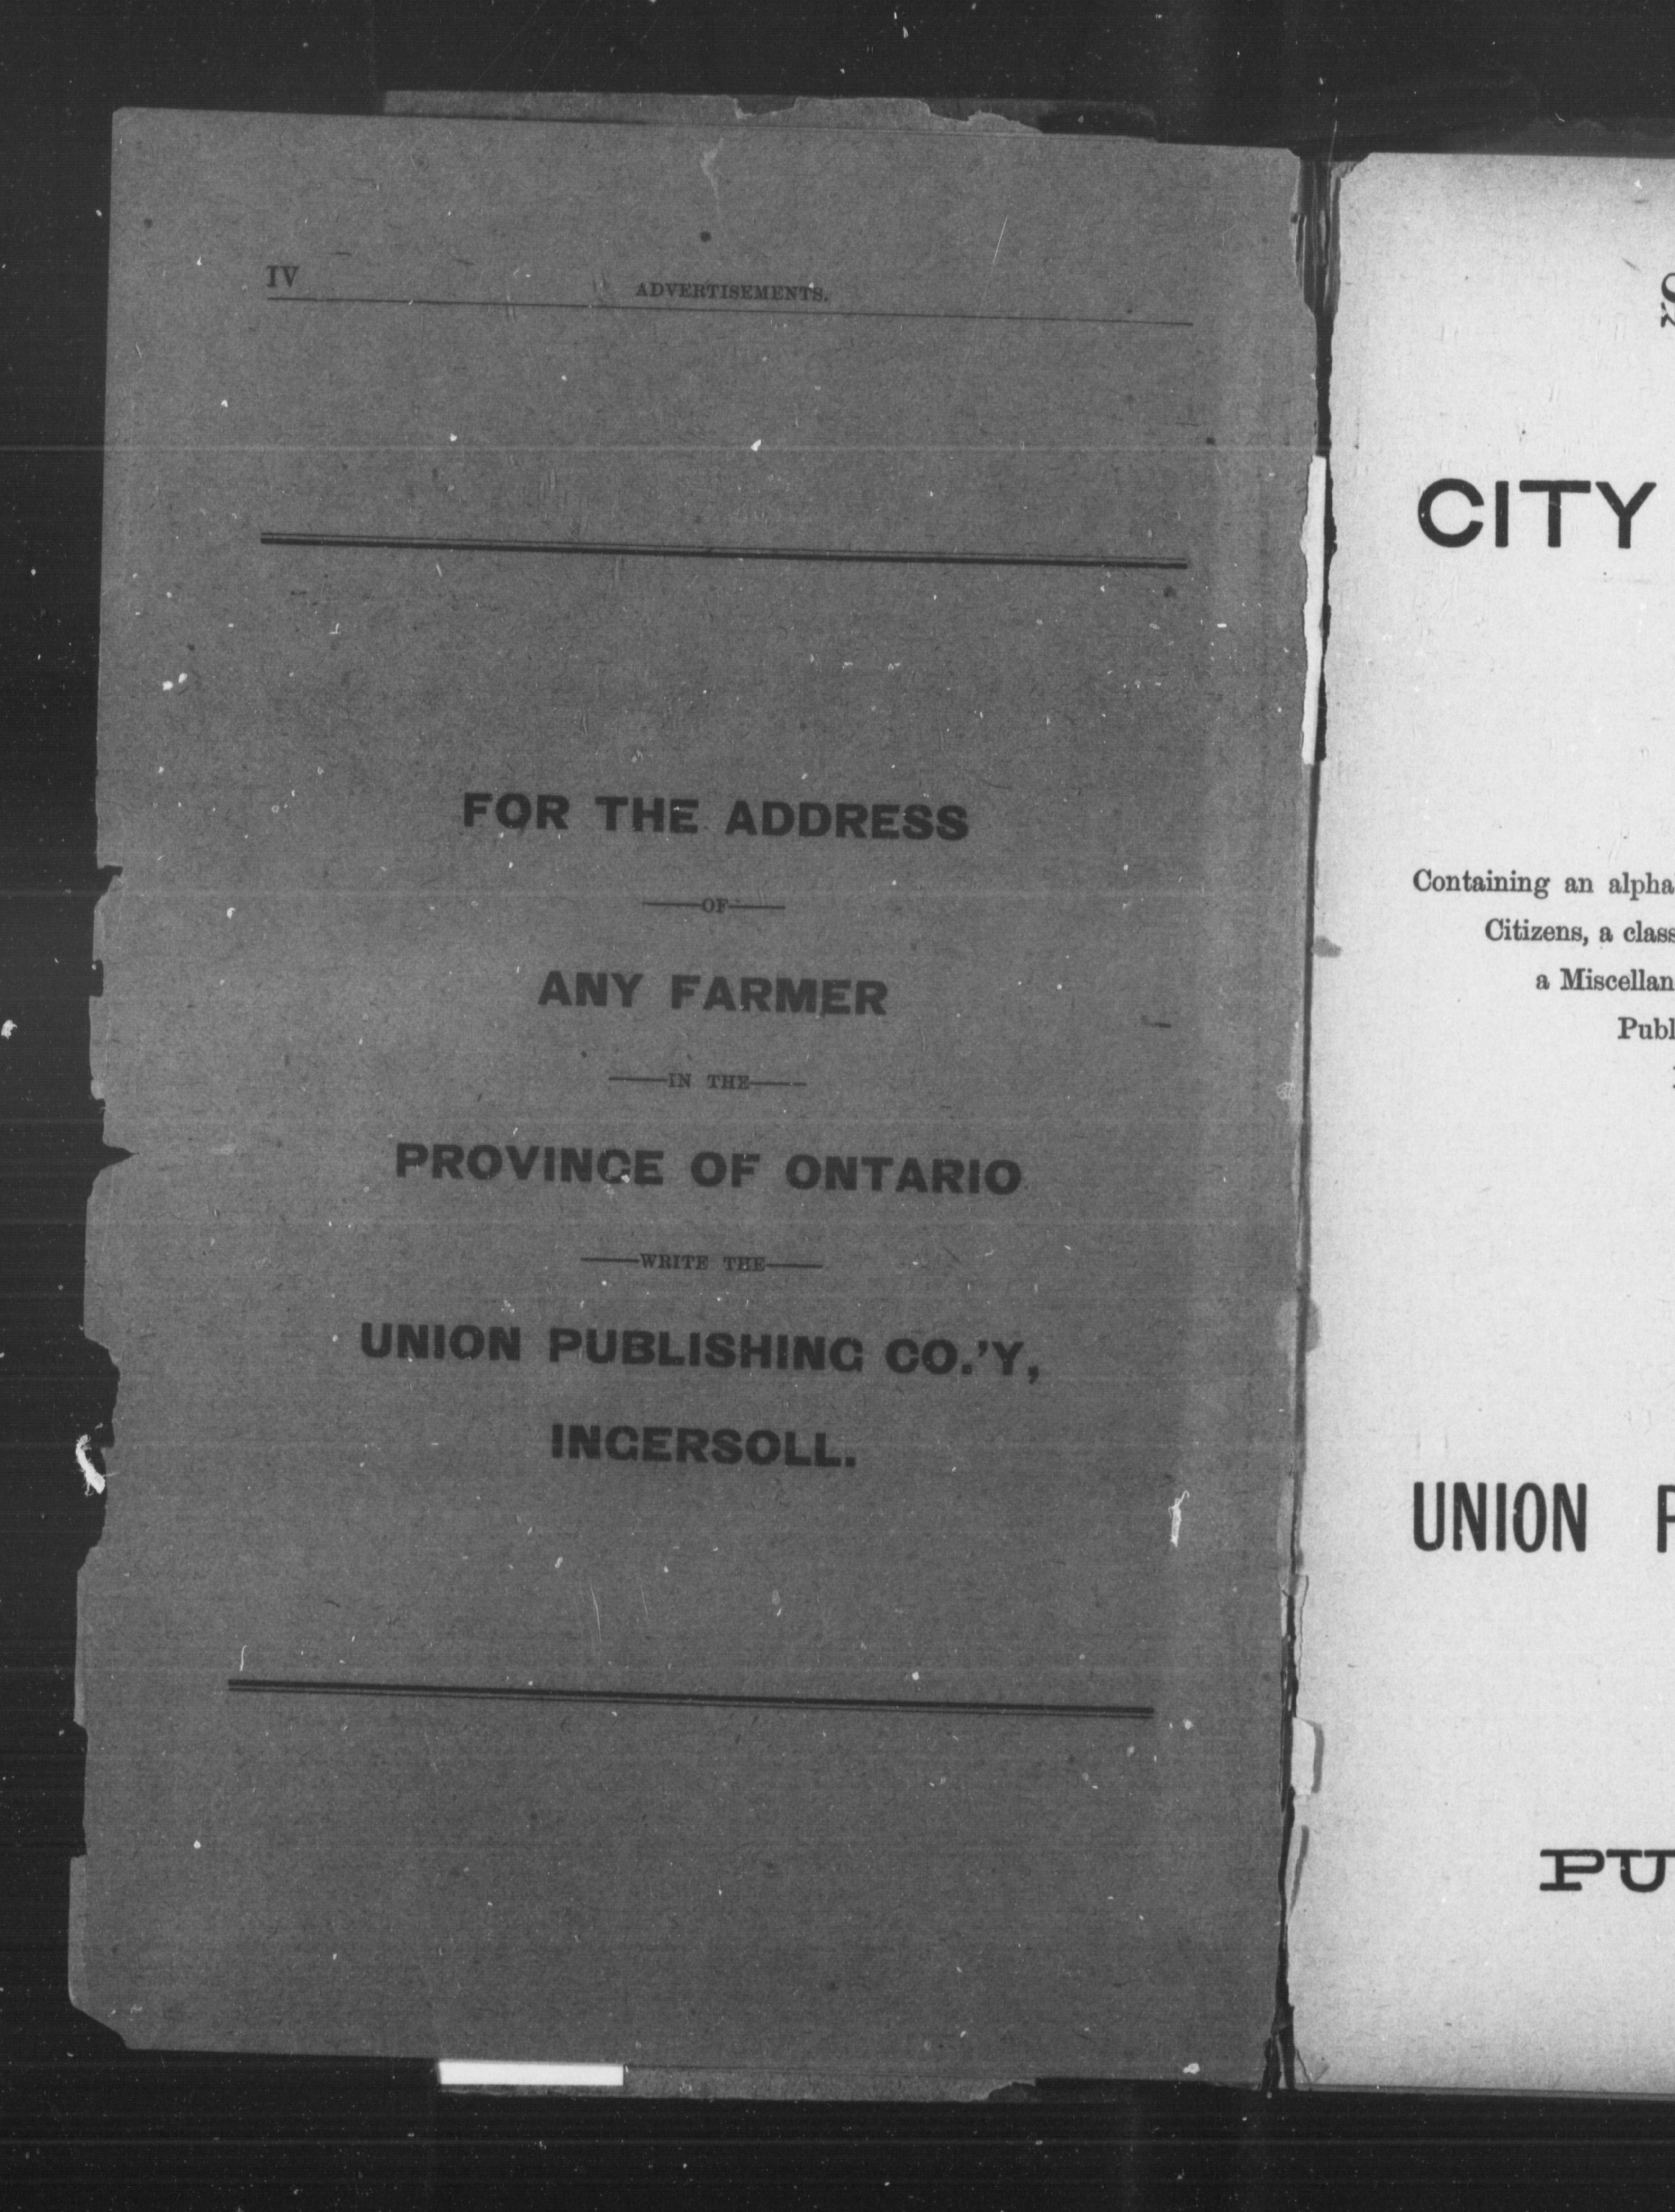 IV
ADVERTISEMENTS.
FOR THE ADDRESS
OF
ANY FARMER
IN THE
PROVINCE OF ONTARIO
WRITE THE
UNION PUBLISHING CO.'Y,
INGERSOLL.
CITY
Containing an alpha
Citizens, a class
a Miscellan
Publ
UNION P
PU